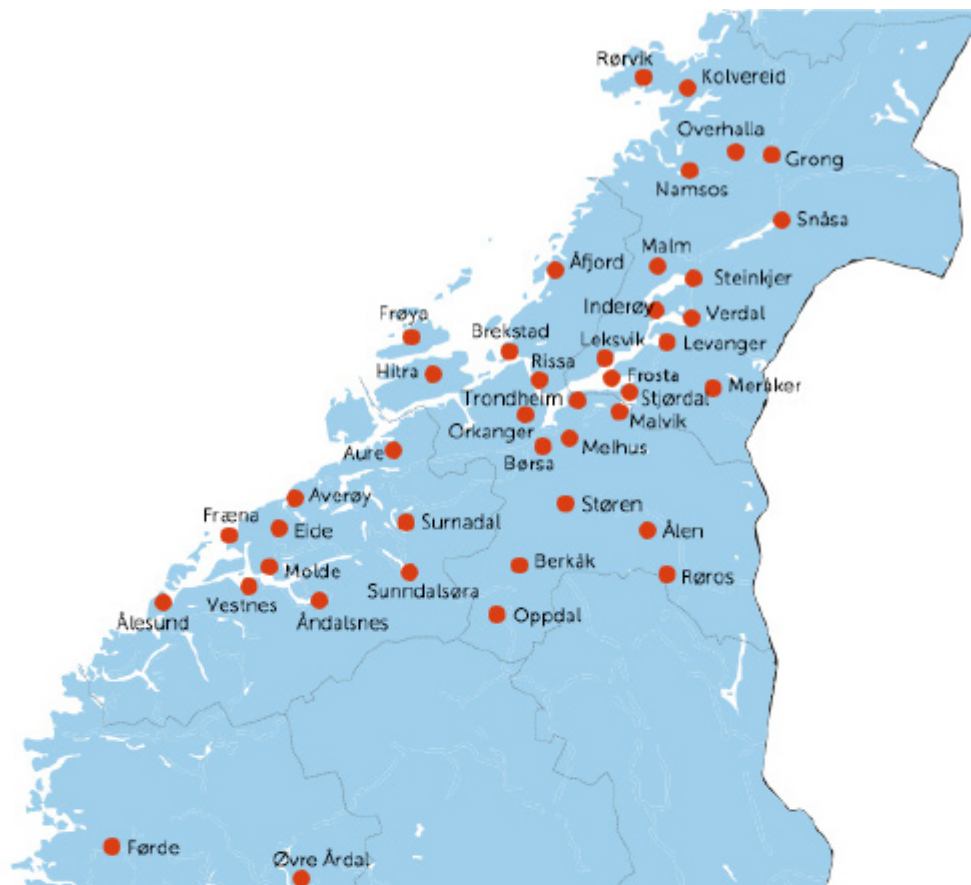 Rørvik
Kolvereid
Overhalla
Grong
Namsos
Snåsa
Malm
Åfjord
Steinkjer
Inderøy
Verdal
Frøya
Brekstad
Leksvik
Levanger
Rissa
Hitra
Frosta
Meråker
Trondheim
Stjørdal
Malvik
Orkanger
Melhus
Aure
Børsa
Averøy
Støren
Fræna
Eide
Surnadal
Ålen
Berkåk
Molde
Røros
Vestnes
Sunndalsøra
Ålesund
Åndalsnes
Oppdal
Førde
Øvre Årdal